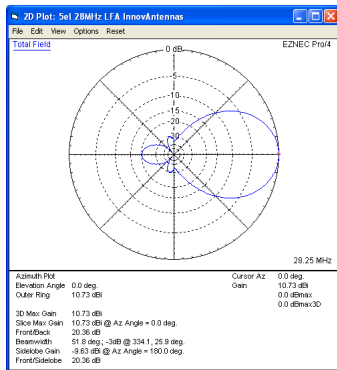 2D Plot: 5el 28MHz LFA InnovAntennas
File Edit View Options Reset
Total Field
EZNEC Pro/4
0 dB
-5
-10
-15
-20
-30
28.25 MHz
Azimuth Plot
Cursor Az 0.0 deg.
Elevation Angle 0.0 deg.
Gain 10.73 dBi
Outer Ring 10.73 dBi
0.0 dBmax
0.0 dBmax3D
3D Max Gain 10.73 dBi
Slice Max Gain 10.73 dBi @ Az Angle = 0.0 deg.
Front/Back 20.36 dB
Beamwidth 51.8 deg.; -3dB @ 334.1, 25.9 deg.
Sidelobe Gain -9.63 dBi @ Az Angle = 180.0 deg.
Front/Sidelobe 20.36 dB